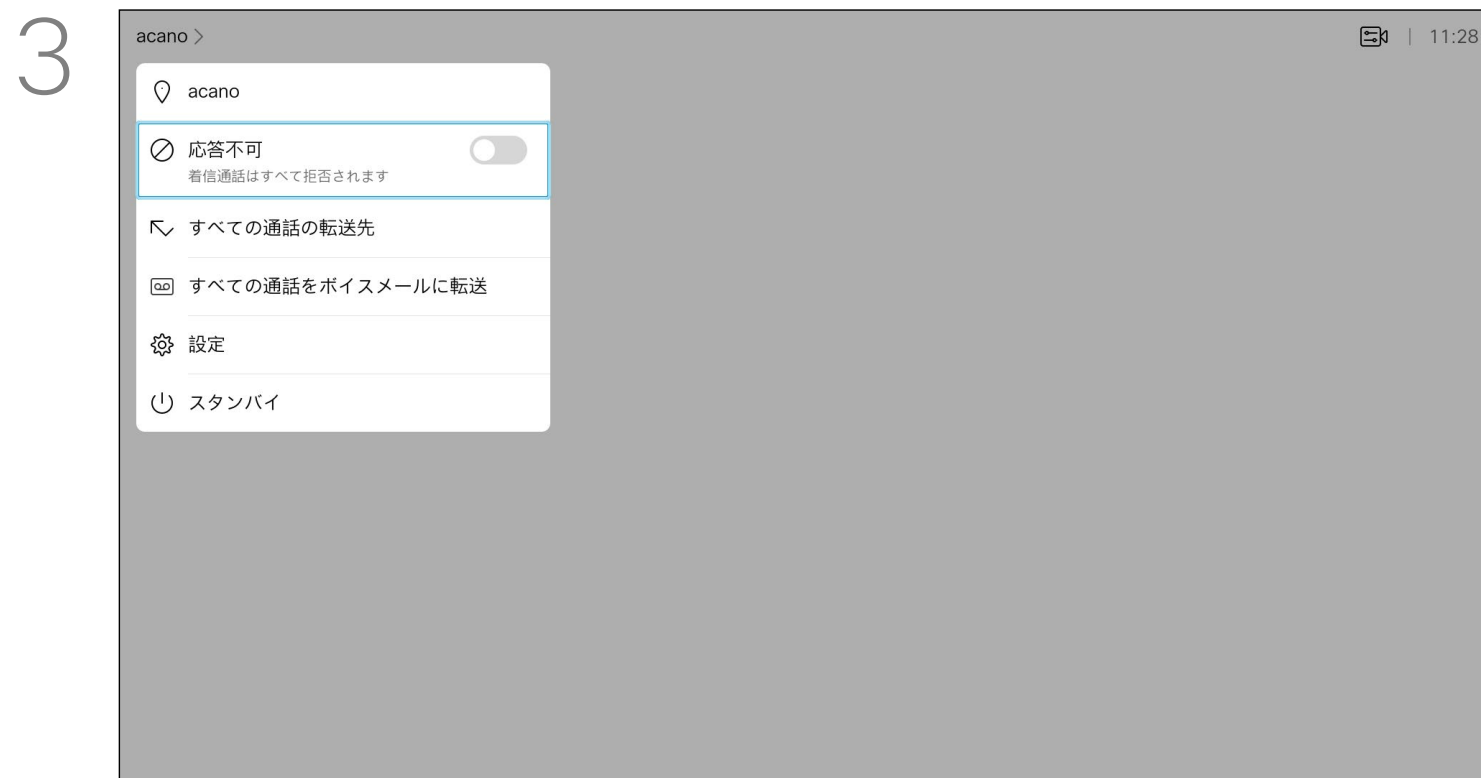 3
acano >
11:28
acano
応答不可
着信通話はすべて拒否されます
すべての通話の転送先
すべての通話をボイスメールに転送
設定
スタンバイ